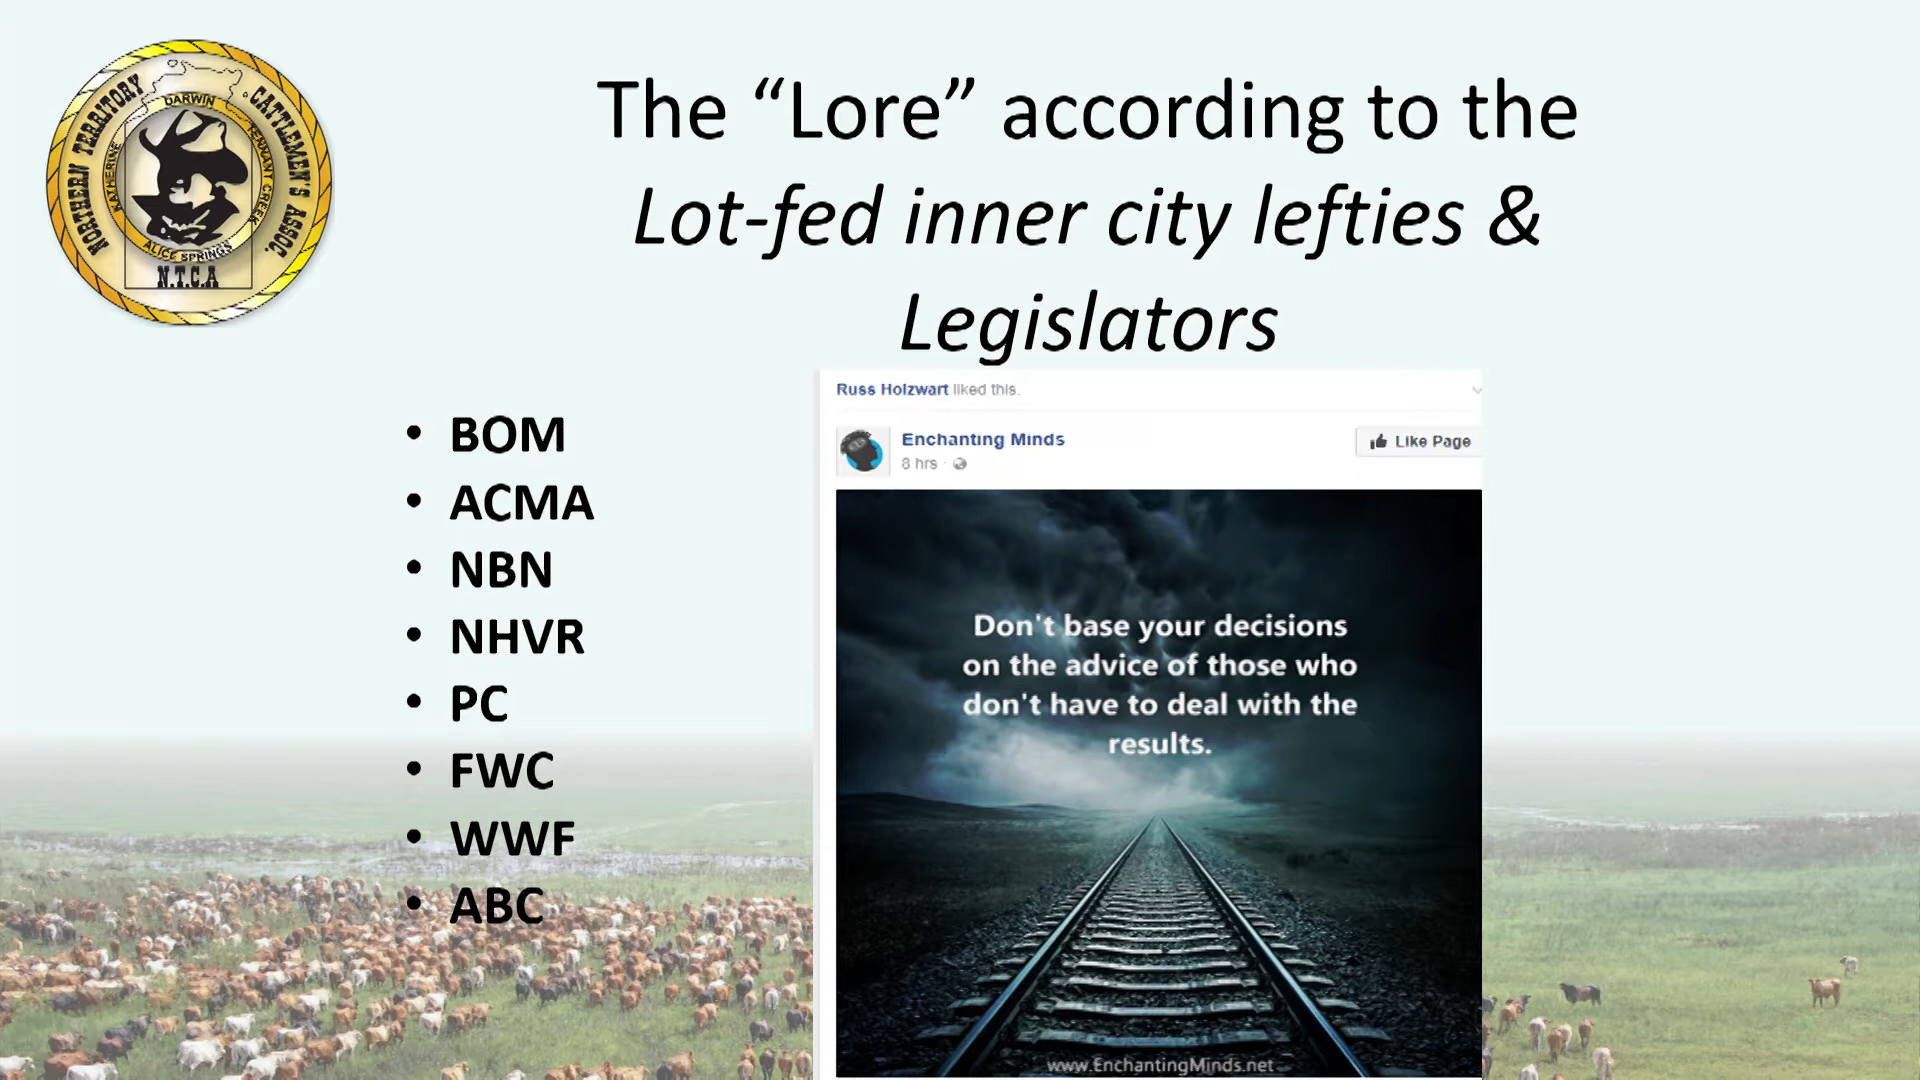 NORTHERN TERRITORY CATTLEMEN'S ASSOC.
DARWIN
KATHERINE
TENNANT CREEK
ALICE SPRINGS
N.T.C.A
The “Lore” according to the
Lot-fed inner city lefties &
Legislators
• BOM
• ACMA
• NBN
• NHVR
• PC
• FWC
• WWF
• ABC
Russ Holzwart liked this.
Enchanting Minds
Like Page
8 hrs ·
Don't base your decisions
on the advice of those who
don't have to deal with the
results.
www.EnchantingMinds.net